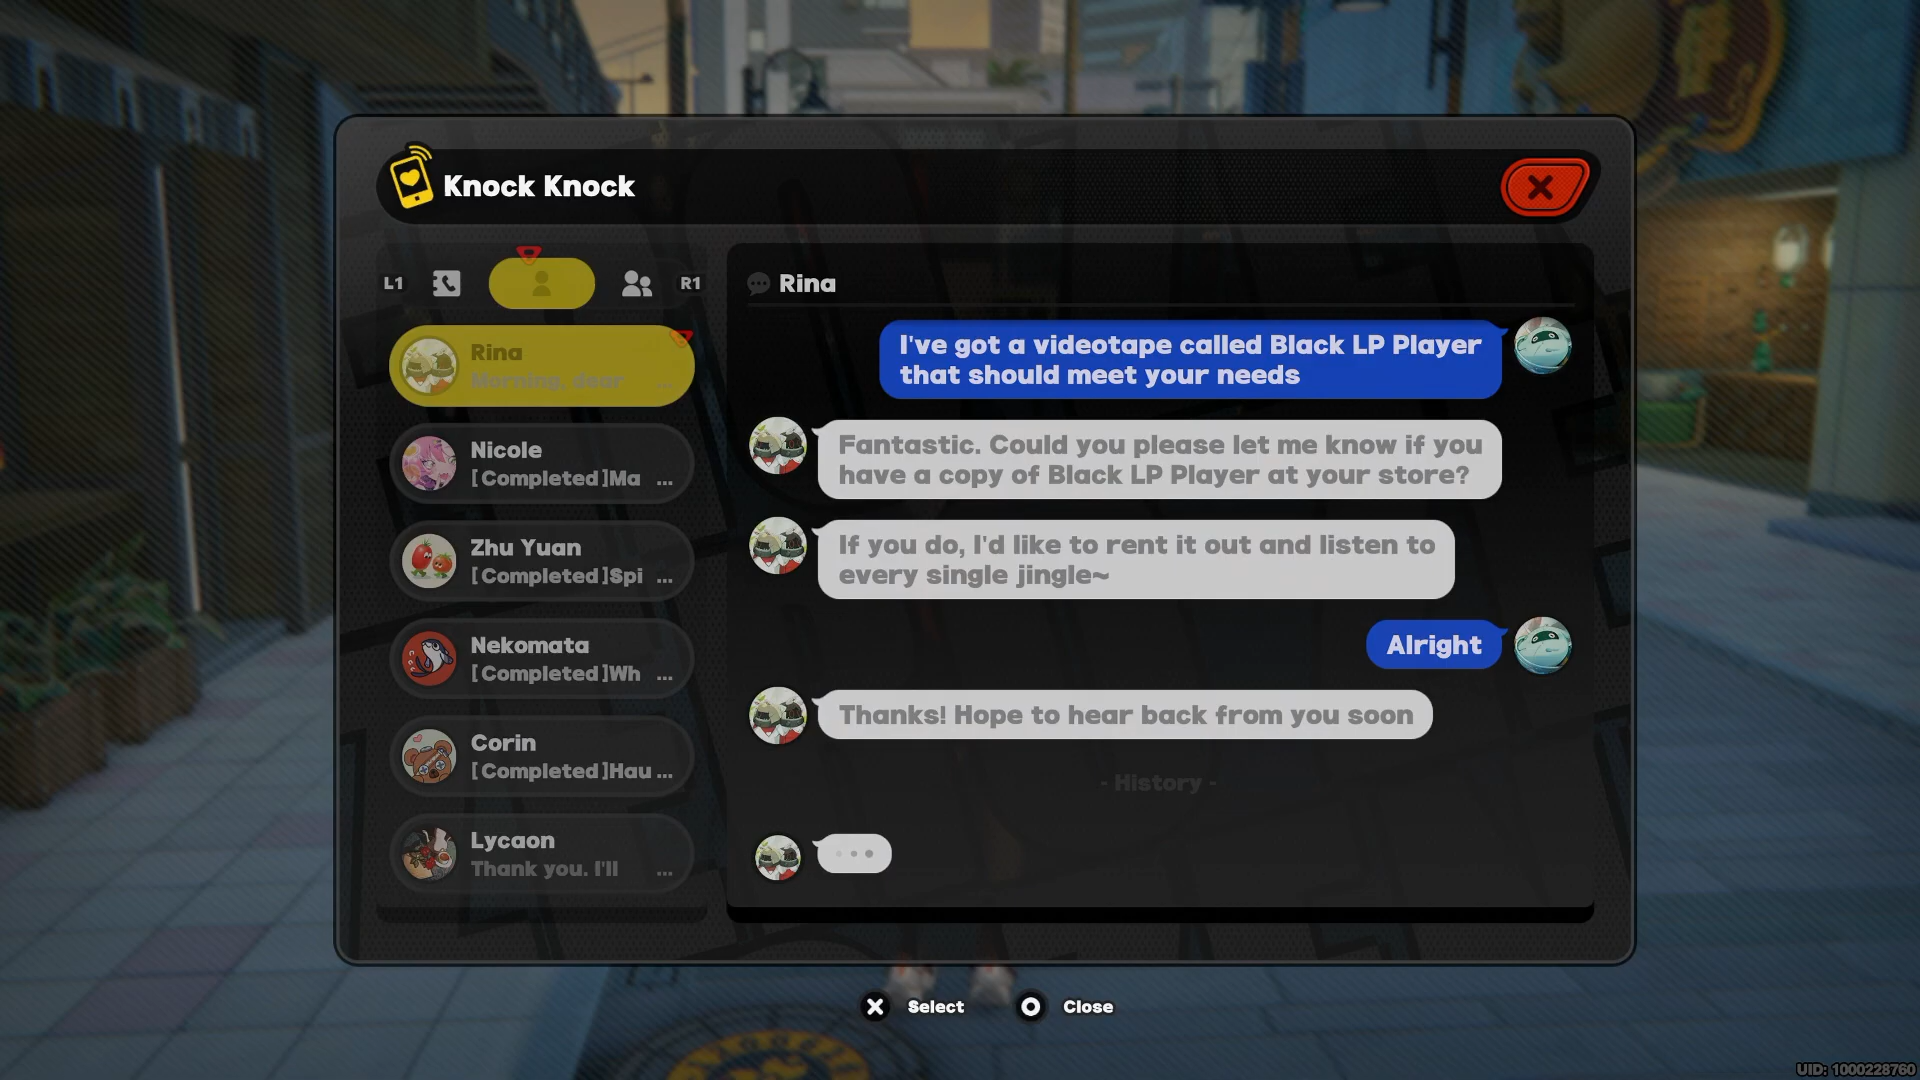 Knock Knock
L1
R1
Rina
Morning, dear ...
Nicole
[Completed]Ma ...
Zhu Yuan
[Completed]Spi ...
Nekomata
[Completed]Wh ...
Corin
[Completed]Hau ...
Lycaon
Thank you. I'll ...
Rina
I've got a videotape called Black LP Player
that should meet your needs
Fantastic. Could you please let me know if you
have a copy of Black LP Player at your store?
If you do, I'd like to rent it out and listen to
every single jingle~
Alright
Thanks! Hope to hear back from you soon
- History -
Select
Close
UID: 1000228760